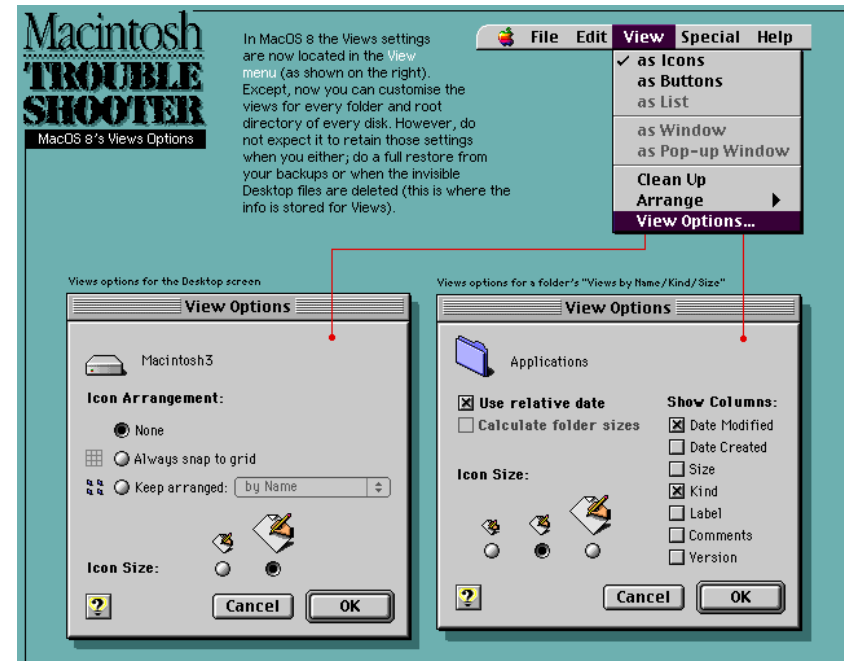 Macintosh
TROUBLE
SHOOTER
MacOS 8's Views Options
In MacOS 8 the Views settings
are now located in the View
menu (as shown on the right).
Except, now you can customise the
views for every folder and root
directory of every disk. However, do
not expect it to retain those settings
when you either; do a full restore from
your backups or when the invisible
Desktop files are deleted (this is where the
info is stored for Views).
File Edit View Special Help
✓ as Icons
as Buttons
as List
as Window
as Pop-up Window
Clean Up
Arrange
View Options...
Views options for the Desktop screen
View Options
Macintosh3
Icon Arrangement:
None
Always snap to grid
Keep arranged: by Name
Icon Size:
?
Cancel OK
Views options for a folder's "Views by Name/Kind/Size"
View Options
Applications
Use relative date
Calculate folder sizes
Icon Size:
Show Columns:
Date Modified
Date Created
Size
Kind
Label
Comments
Version
?
Cancel OK